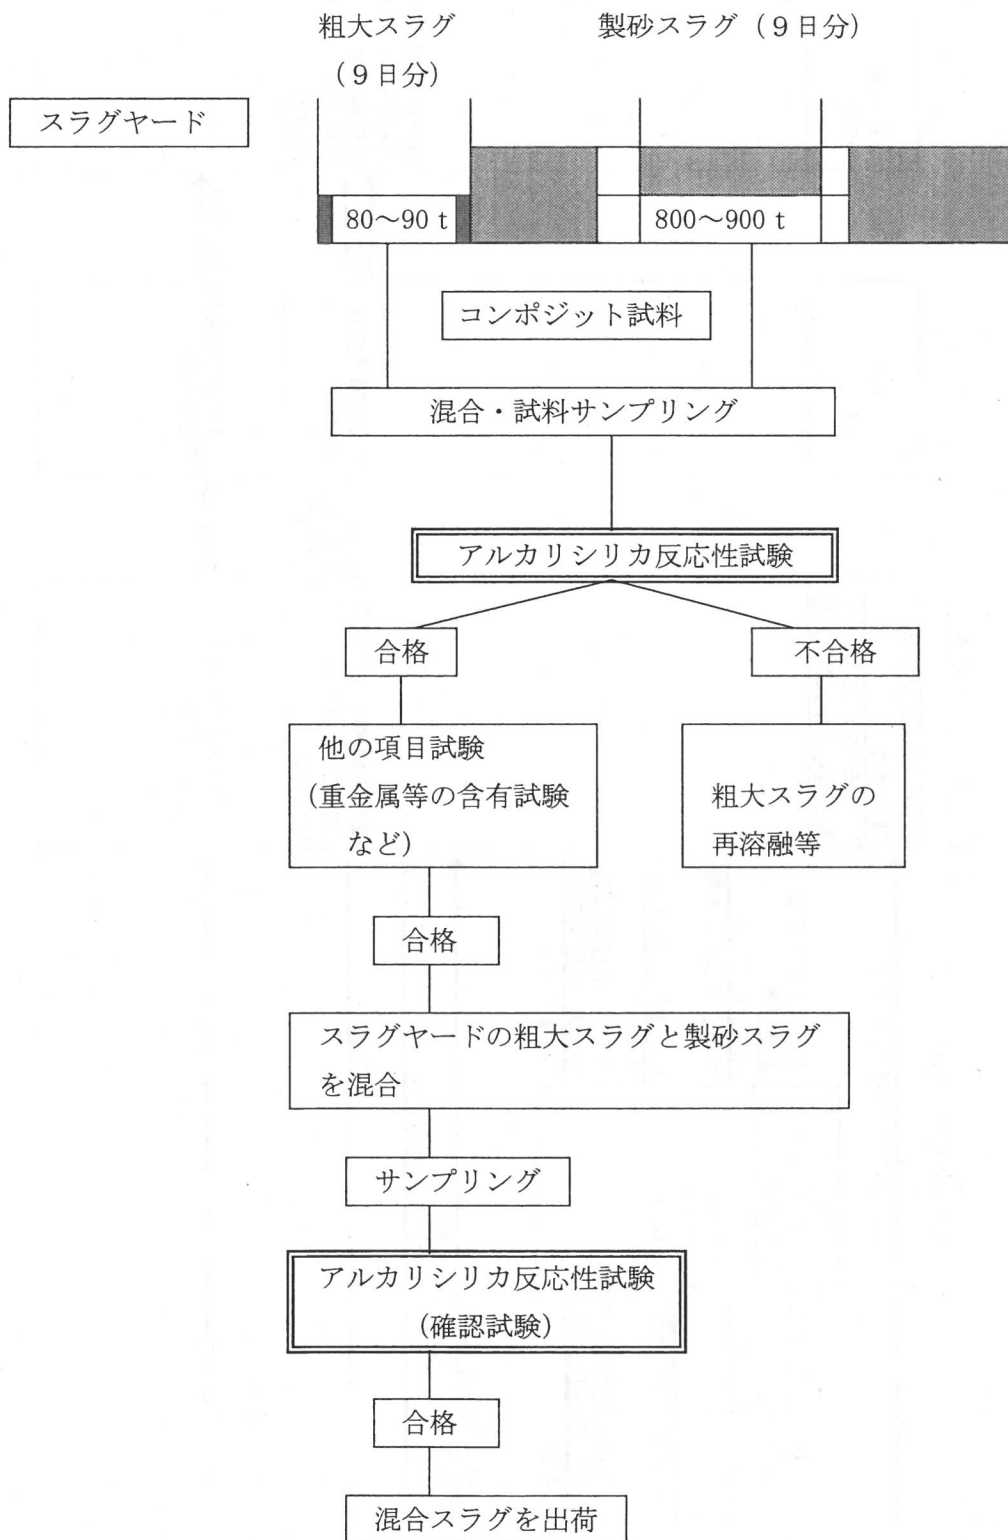 粗大スラグ
(9日分)
製砂スラグ (9日分)
スラグヤード
80～90 t
800～900 t
コンポジット試料
混合・試料サンプリング
アルカリシリカ反応性試験
合格
不合格
他の項目試験
(重金属等の含有試験
など)
粗大スラグの
再溶融等
合格
スラグヤードの粗大スラグと製砂スラグ
を混合
サンプリング
アルカリシリカ反応性試験
(確認試験)
合格
混合スラグを出荷